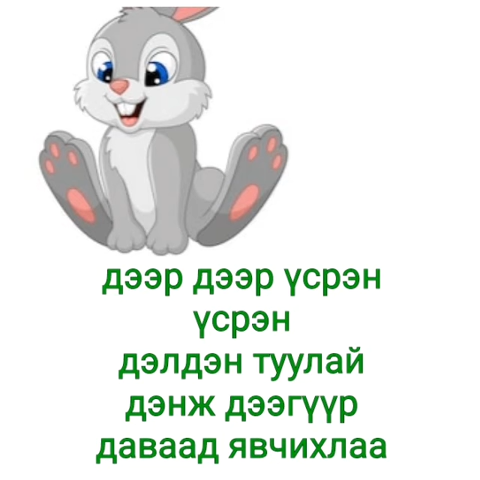 дээр дээр үсрэн
үсрэн
дэлдэн туулай
дэнж дээгүүр
даваад явчихлаа